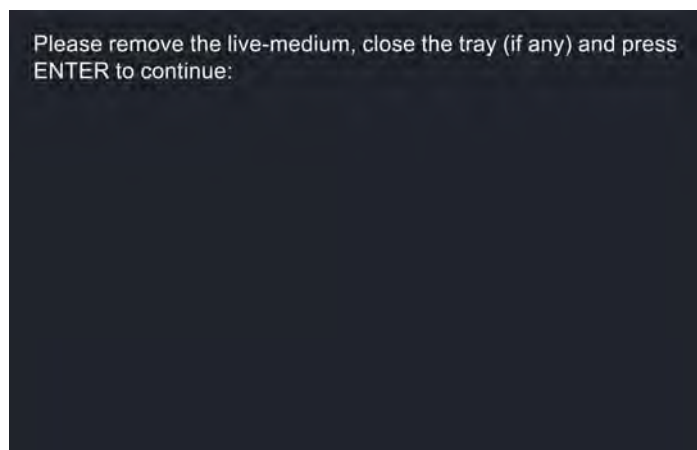 Please remove the live-medium, close the tray (if any) and press
ENTER to continue: